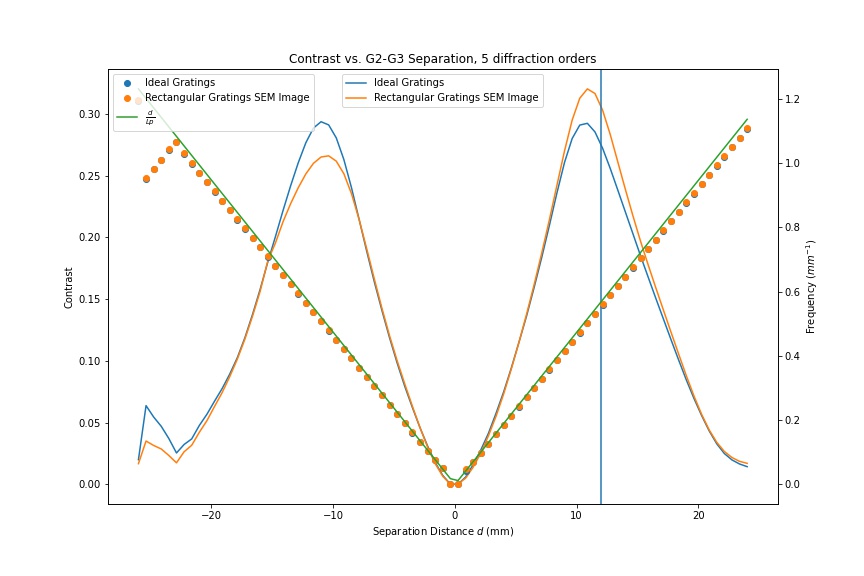 Contrast vs. G2-G3 Separation, 5 diffraction orders
Ideal Gratings
Rectangular Gratings SEM Image
d/Lp
Ideal Gratings
Rectangular Gratings SEM Image
0.30
0.25
0.20
0.15
0.10
0.05
0.00
Contrast
1.2
1.0
0.8
0.6
0.4
0.2
0.0
Frequency (mm⁻¹)
−20 −10 0 10 20
Separation Distance d (mm)